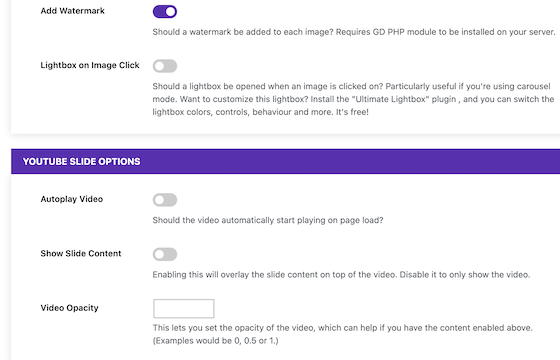 Add Watermark
Should a watermark be added to each image? Requires GD PHP module to be installed on your server.
Lightbox on Image Click
Should a lightbox be opened when an image is clicked on? Particularly useful if you're using carousel
mode. Want to customize this lightbox? Install the "Ultimate Lightbox" plugin , and you can switch the
lightbox colors, controls, behaviour and more. It's free!
YOUTUBE SLIDE OPTIONS
Autoplay Video
Should the video automatically start playing on page load?
Show Slide Content
Enabling this will overlay the slide content on top of the video. Disable it to only show the video.
Video Opacity
This lets you set the opacity of the video, which can help if you have the content enabled above.
(Examples would be 0, 0.5 or 1.)